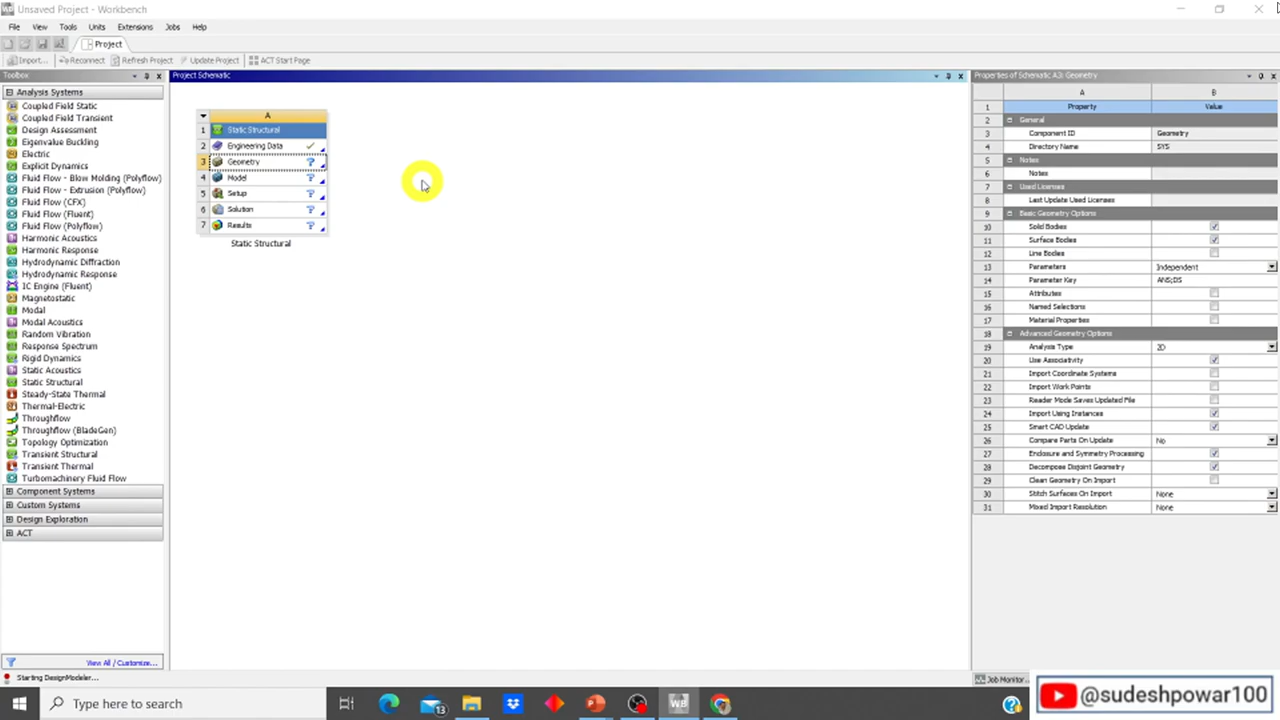 Unsaved Project - Workbench
File View Tools Units Extensions Jobs Help
Project
Import... Reconnect Refresh Project Update Project ACT Start Page
Toolbox
Analysis Systems
Coupled Field Static
Coupled Field Transient
Design Assessment
Eigenvalue Buckling
Electric
Explicit Dynamics
Fluid Flow - Blow Molding (Polyflow)
Fluid Flow - Extrusion (Polyflow)
Fluid Flow (CFX)
Fluid Flow (Fluent)
Fluid Flow (Polyflow)
Harmonic Acoustics
Harmonic Response
Hydrodynamic Diffraction
Hydrodynamic Response
IC Engine (Fluent)
Magnetostatic
Modal
Modal Acoustics
Random Vibration
Response Spectrum
Rigid Dynamics
Static Acoustics
Static Structural
Steady-State Thermal
Thermal-Electric
Throughflow
Throughflow (BladeGen)
Topology Optimization
Transient Structural
Transient Thermal
Turbomachinery Fluid Flow
Component Systems
Custom Systems
Design Exploration
ACT
View All / Customize...
Starting DesignModeler...
Project Schematic
A
1 Static Structural
2 Engineering Data
3 Geometry ?
4 Model ?
5 Setup ?
6 Solution ?
7 Results ?
Static Structural
Properties of Schematic A3: Geometry
A B
1 Property Value
2 General
3 Component ID Geometry
4 Directory Name SYS
5 Notes
6 Notes
7 Used Licenses
8 Last Update Used Licenses
9 Basic Geometry Options
10 Solid Bodies
11 Surface Bodies
12 Line Bodies
13 Parameters Independent
14 Parameter Key ANS;DS
15 Attributes
16 Named Selections
17 Material Properties
18 Advanced Geometry Options
19 Analysis Type 2D
20 Use Associativity
21 Import Coordinate Systems
22 Import Work Points
23 Reader Mode Saves Updated File
24 Import Using Instances
25 Smart CAD Update
26 Compare Parts On Update No
27 Enclosure and Symmetry Processing
28 Decompose Disjoint Geometry
29 Clean Geometry On Import
30 Stitch Surfaces On Import None
31 Mixed Import Resolution None
Job Monitor...
Type here to search
13
WB
@sudeshpowar100